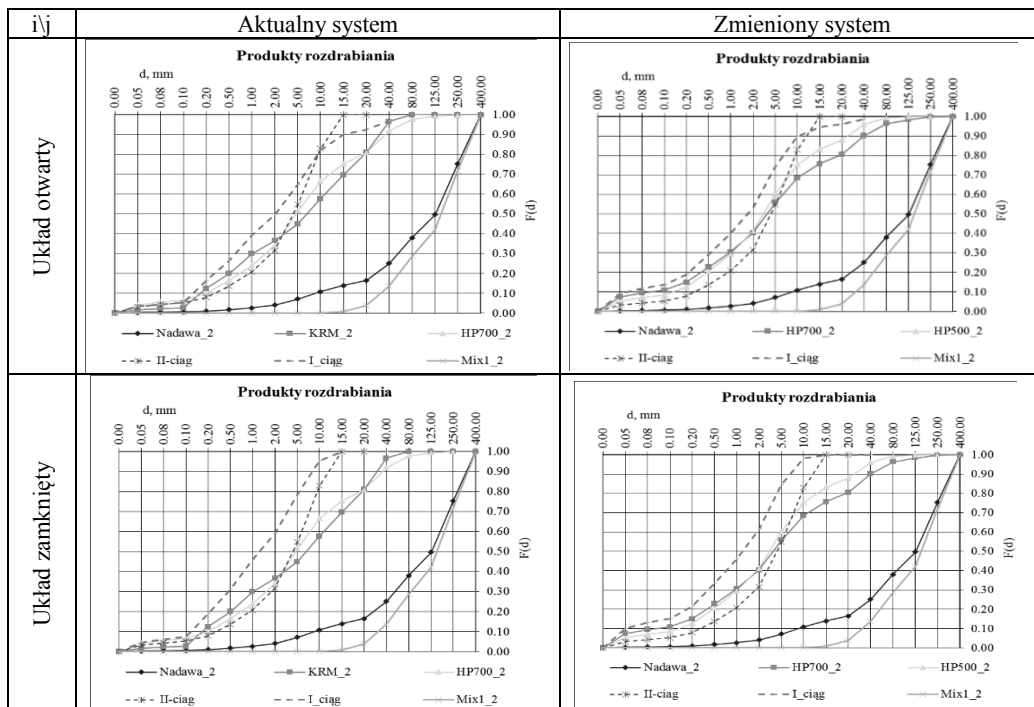 i\j Aktualny system Zmieniony system
Układ otwarty
Produkty rozdrabiania
d, mm
0.00 0.05 0.08 0.10 0.20 0.50 1.00 2.00 5.00 10.00 15.00 20.00 40.00 80.00 125.00 250.00 400.00
1.00
0.90
0.80
0.70
0.60
0.50
0.40
0.30
0.20
0.10
0.00
F(d)
Nadawa_2 KRM_2 HP700_2
II-ciag I_ciąg Mix1_2
Produkty rozdrabiania
d, mm
0.00 0.05 0.08 0.10 0.20 0.50 1.00 2.00 5.00 10.00 15.00 20.00 40.00 80.00 125.00 250.00 400.00
1.00
0.90
0.80
0.70
0.60
0.50
0.40
0.30
0.20
0.10
0.00
F(d)
Nadawa_2 HP700_2 HP500_2
II-ciag I_ciąg Mix1_2
Układ zamknięty
Produkty rozdrabiania
d, mm
0.00 0.05 0.08 0.10 0.20 0.50 1.00 2.00 5.00 10.00 15.00 20.00 40.00 80.00 125.00 250.00 400.00
1.00
0.90
0.80
0.70
0.60
0.50
0.40
0.30
0.20
0.10
0.00
F(d)
Nadawa_2 KRM_2 HP700_2
II-ciag I_ciąg Mix1_2
Produkty rozdrabiania
d, mm
0.00 0.05 0.08 0.10 0.20 0.50 1.00 2.00 5.00 10.00 15.00 20.00 40.00 80.00 125.00 250.00 400.00
1.00
0.90
0.80
0.70
0.60
0.50
0.40
0.30
0.20
0.10
0.00
F(d)
Nadawa_2 HP700_2 HP500_2
II-ciag I_ciąg Mix1_2